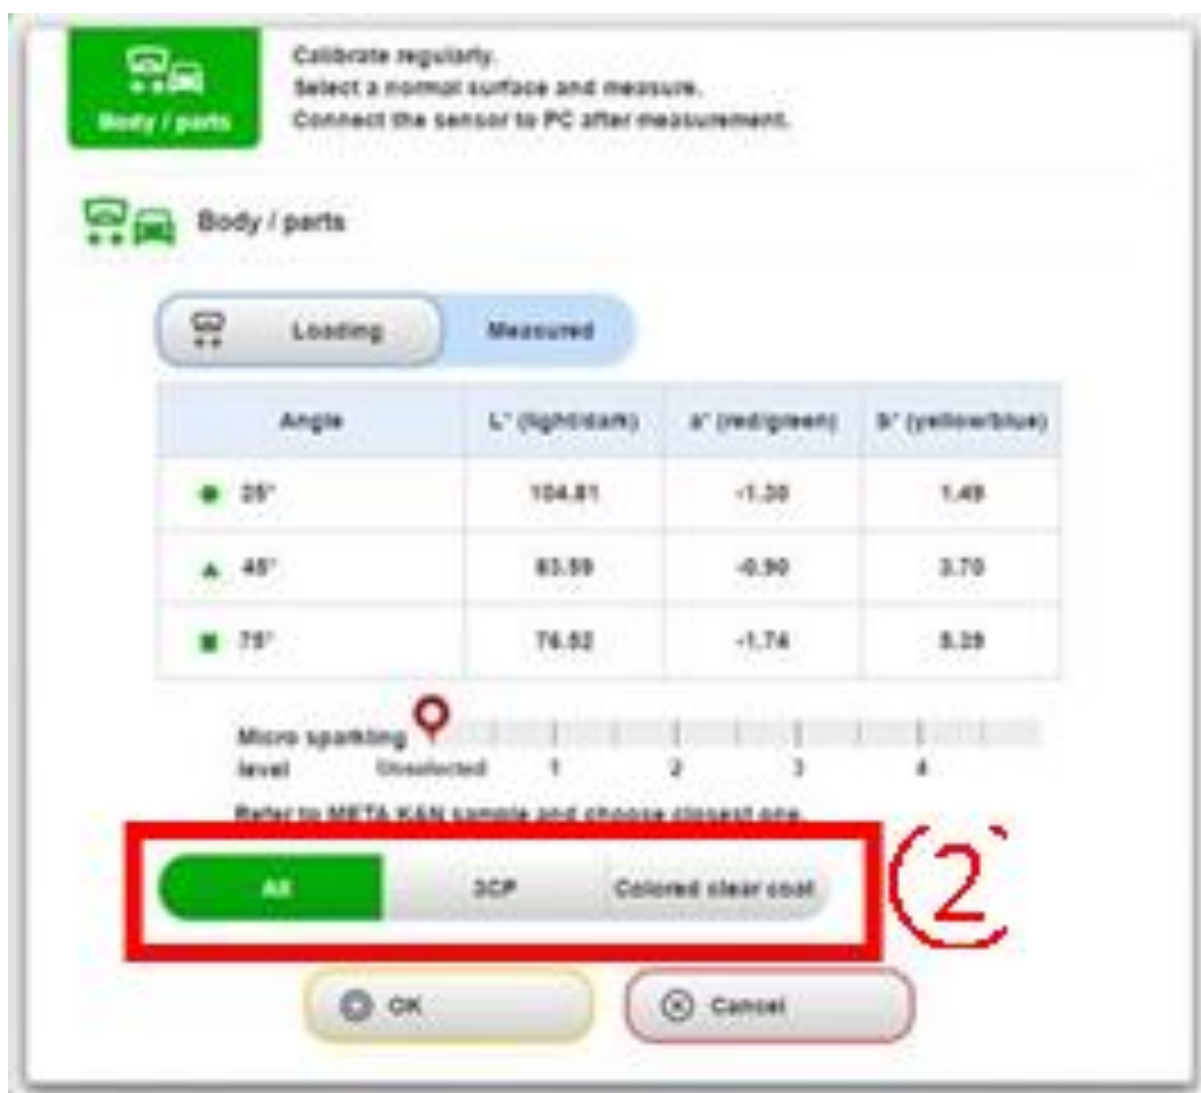 Calibrate regularly.
Select a normal surface and measure.
Body / parts
Connect the sensor to PC after measurement.
Body / parts
Loading Measured
Angle L* (light/dark) a* (red/green) b* (yellow/blue)
25° 104.81 -1.30 1.49
45° 83.59 -0.90 3.70
75° 76.52 -1.74 5.39
Micro sparkling
level Unselected 1 2 3 4
Refer to META KAN sample and choose closest one.
All 3CP Colored clear coat
(2)
OK Cancel